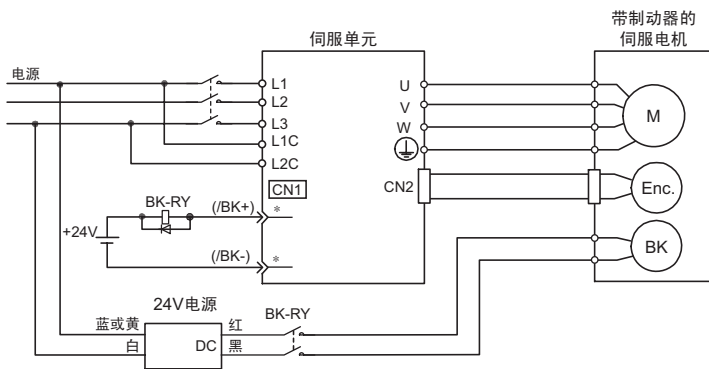 带制动器的
伺服电机
伺服单元
电源
L1
L2
L3
L1C
L2C
U
V
W
M
CN1
CN2
Enc.
BK-RY
(/BK+)
*
+24V
(/BK-)
*
BK
24V电源
BK-RY
蓝或黄
红
白
DC
黑